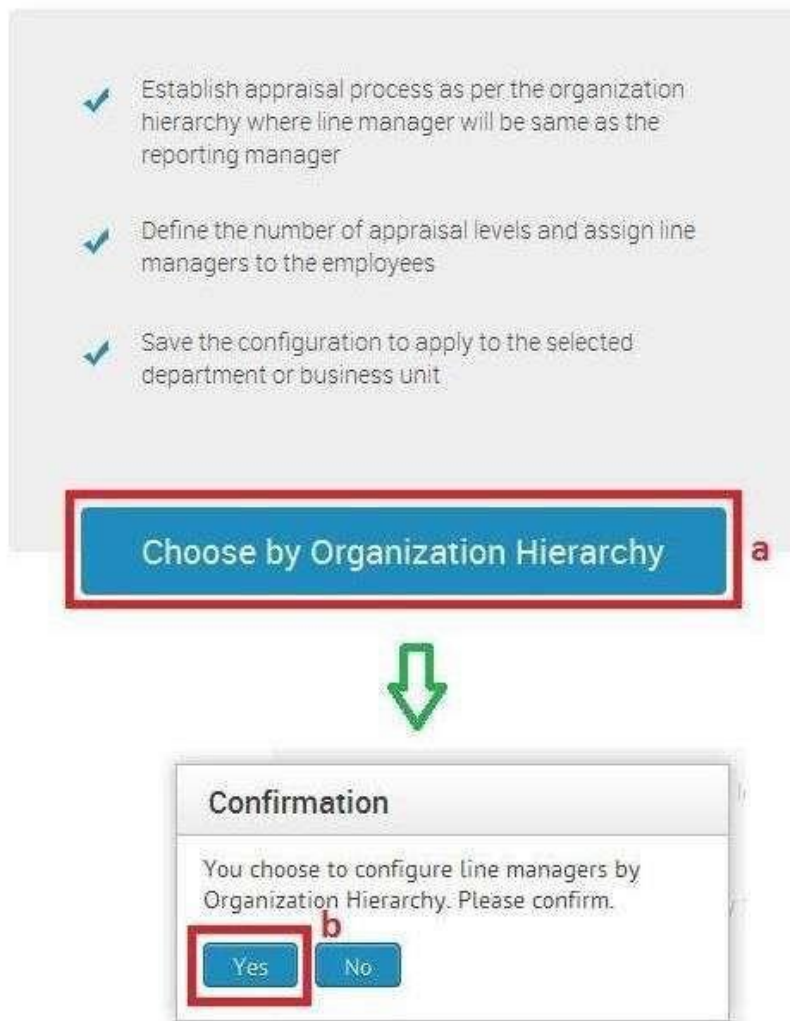 Establish appraisal process as per the organization
hierarchy where line manager will be same as the
reporting manager
Define the number of appraisal levels and assign line
managers to the employees
Save the configuration to apply to the selected
department or business unit
Choose by Organization Hierarchy
a
Confirmation
You choose to configure line managers by
Organization Hierarchy. Please confirm.
b
Yes No